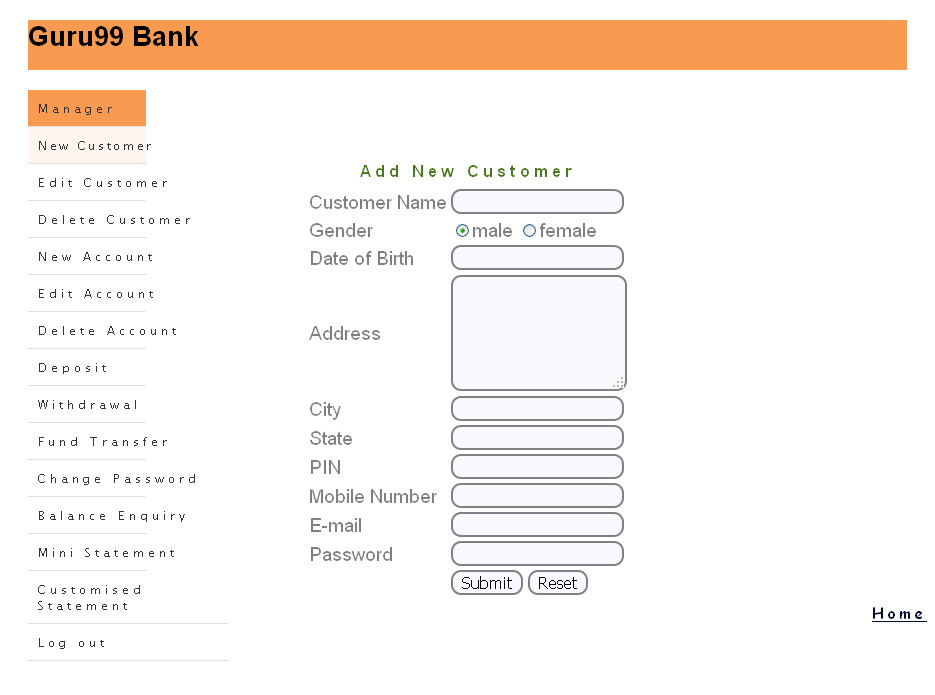 Guru99 Bank
Manager
New Customer
Edit Customer
Delete Customer
New Account
Edit Account
Delete Account
Deposit
Withdrawal
Fund Transfer
Change Password
Balance Enquiry
Mini Statement
Customised
Statement
Log out
Add New Customer
Customer Name
Gender male female
Date of Birth
Address
City
State
PIN
Mobile Number
E-mail
Password
Submit Reset
Home